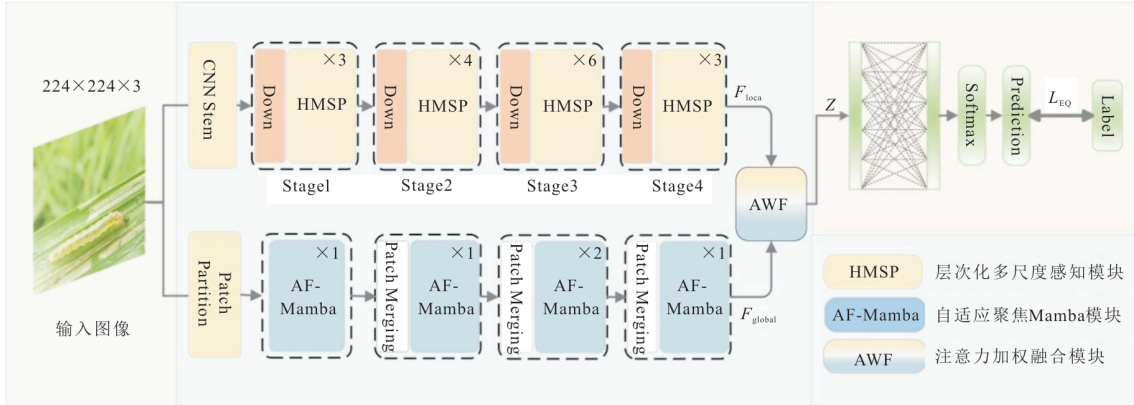 224×224×3
输入图像
CNN Stem
Down
HMSP
×3
Down
HMSP
×4
Down
HMSP
×6
Down
HMSP
×3
Stage1
Stage2
Stage3
Stage4
F_loca
Patch
Partition
AF-
Mamba
×1
Patch Merging
AF-
Mamba
×1
Patch Merging
AF-
Mamba
×2
Patch Merging
AF-
Mamba
×1
F_global
AWF
Z
Softmax
Prediction
L_EQ
Label
HMSP 层次化多尺度感知模块
AF-Mamba 自适应聚焦Mamba模块
AWF 注意力加权融合模块